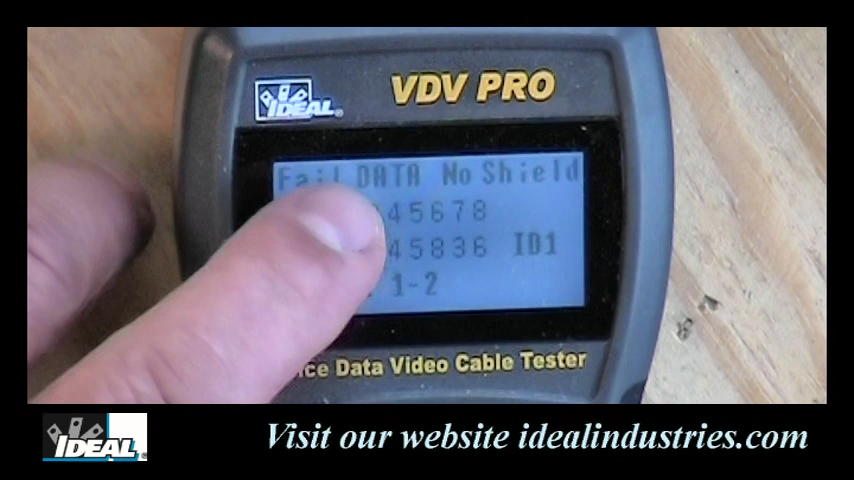 IDEAL®
VDV PRO
Fail DATA No Shield
45678
45836 ID1
1-2
Data Video Cable Tester
IDEAL®
Visit our website idealindustries.com